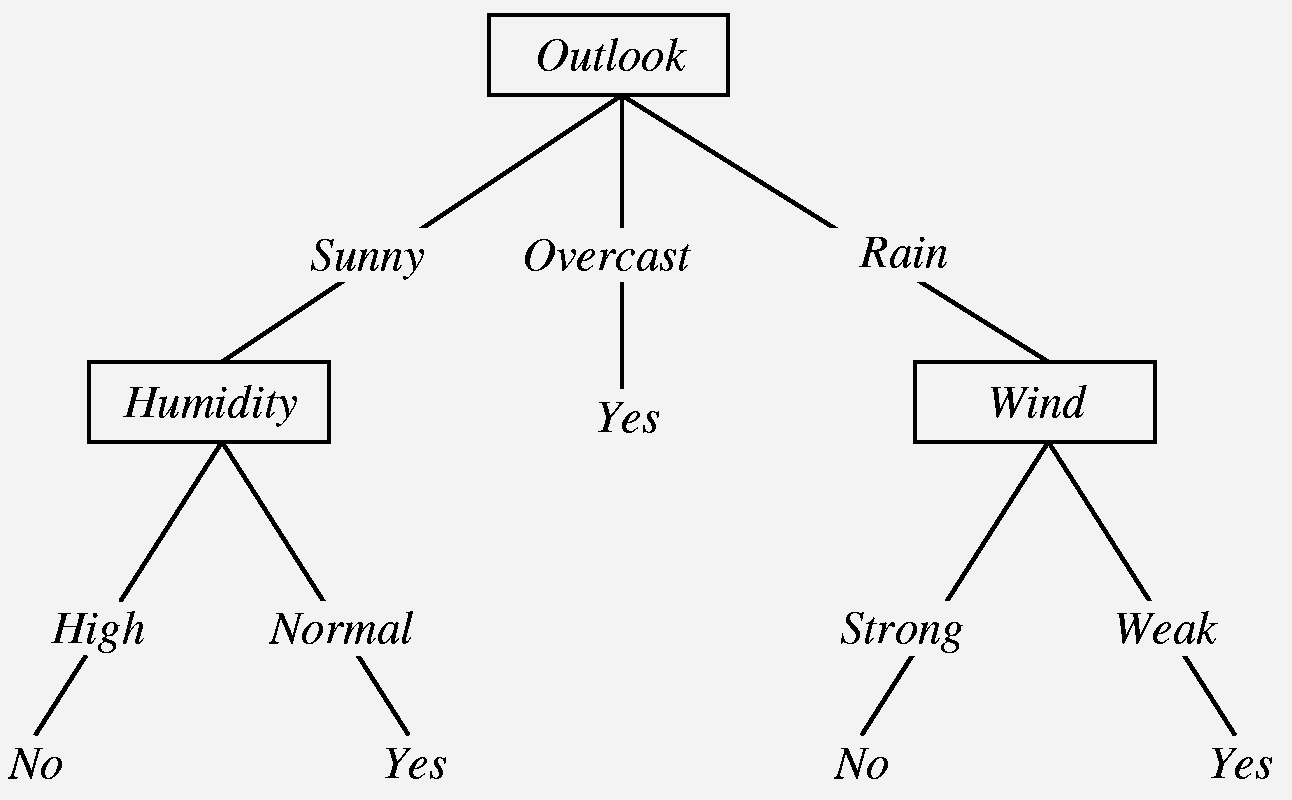 Outlook
Sunny Overcast Rain
Humidity Yes Wind
High Normal Strong Weak
No Yes No Yes